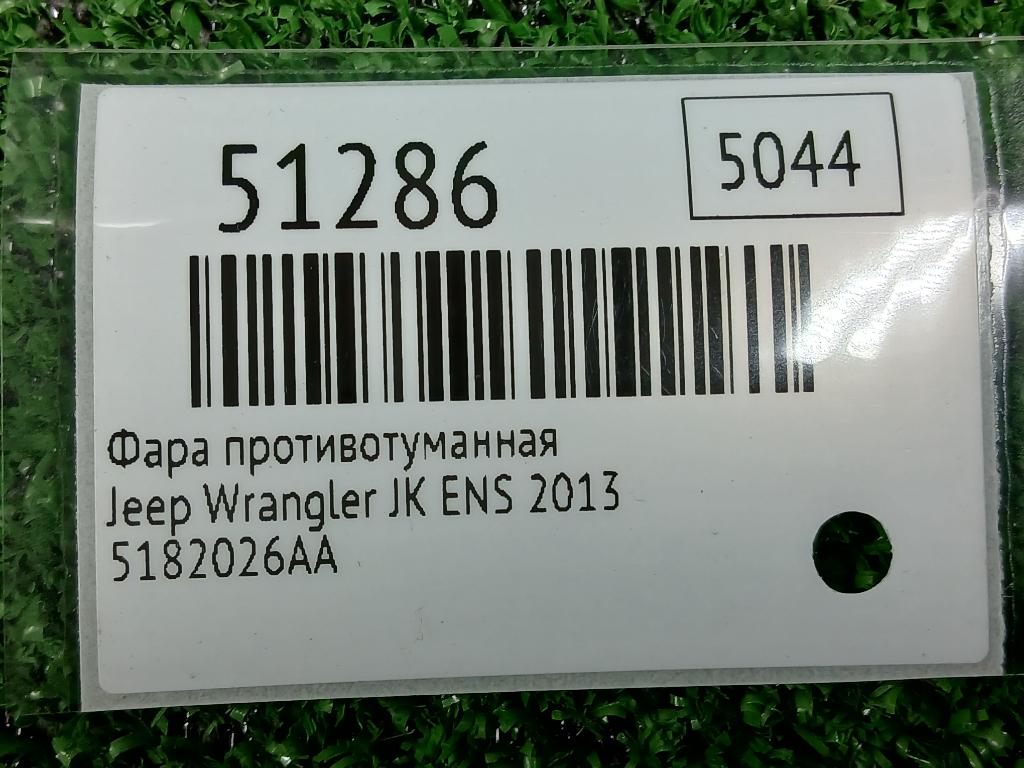 51286
5044
Фара противотуманная
Jeep Wrangler JK ENS 2013
5182026AA